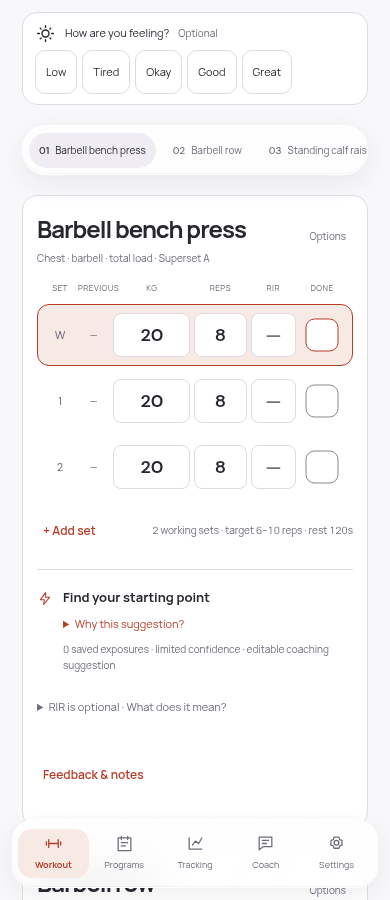 How are you feeling? Optional
Low Tired Okay Good Great
01 Barbell bench press 02 Barbell row 03 Standing calf rais
Barbell bench press
Options
Chest · barbell · total load · Superset A
SET PREVIOUS KG REPS RIR DONE
W — 20 8 —
1 — 20 8 —
2 — 20 8 —
+ Add set 2 working sets · target 6–10 reps · rest 120s
Find your starting point
Why this suggestion?
0 saved exposures · limited confidence · editable coaching
suggestion
RIR is optional · What does it mean?
Feedback & notes
Workout Programs Tracking Coach Settings
Barbell row
Options